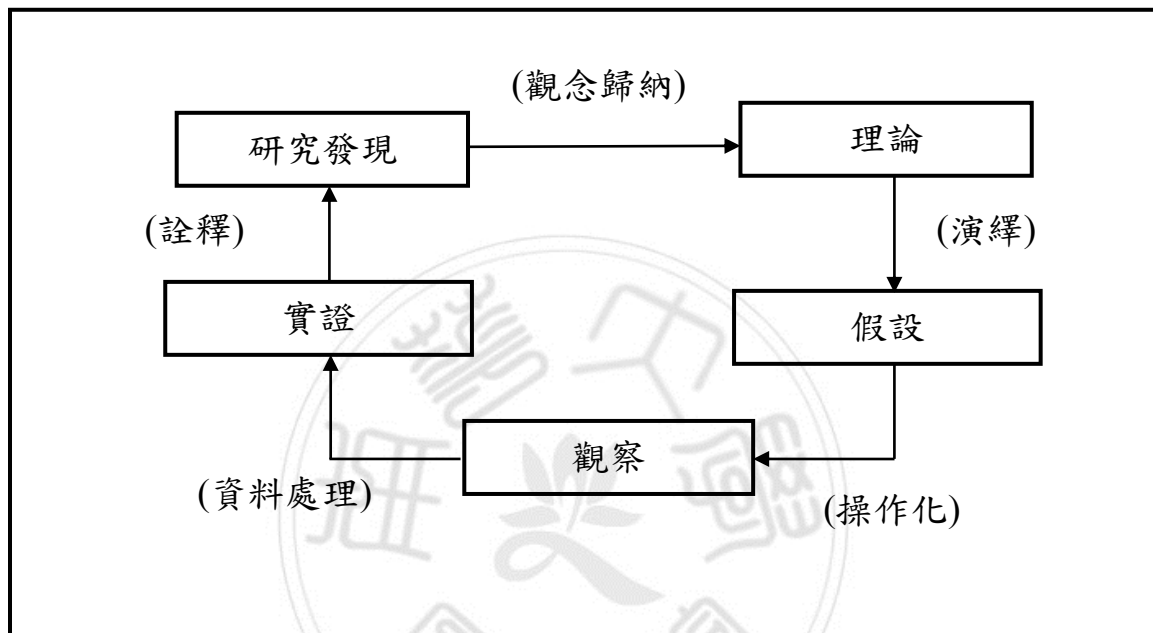 (觀念歸納)
研究發現
理論
(詮釋)
(演繹)
實證
假設
觀察
(資料處理)
(操作化)